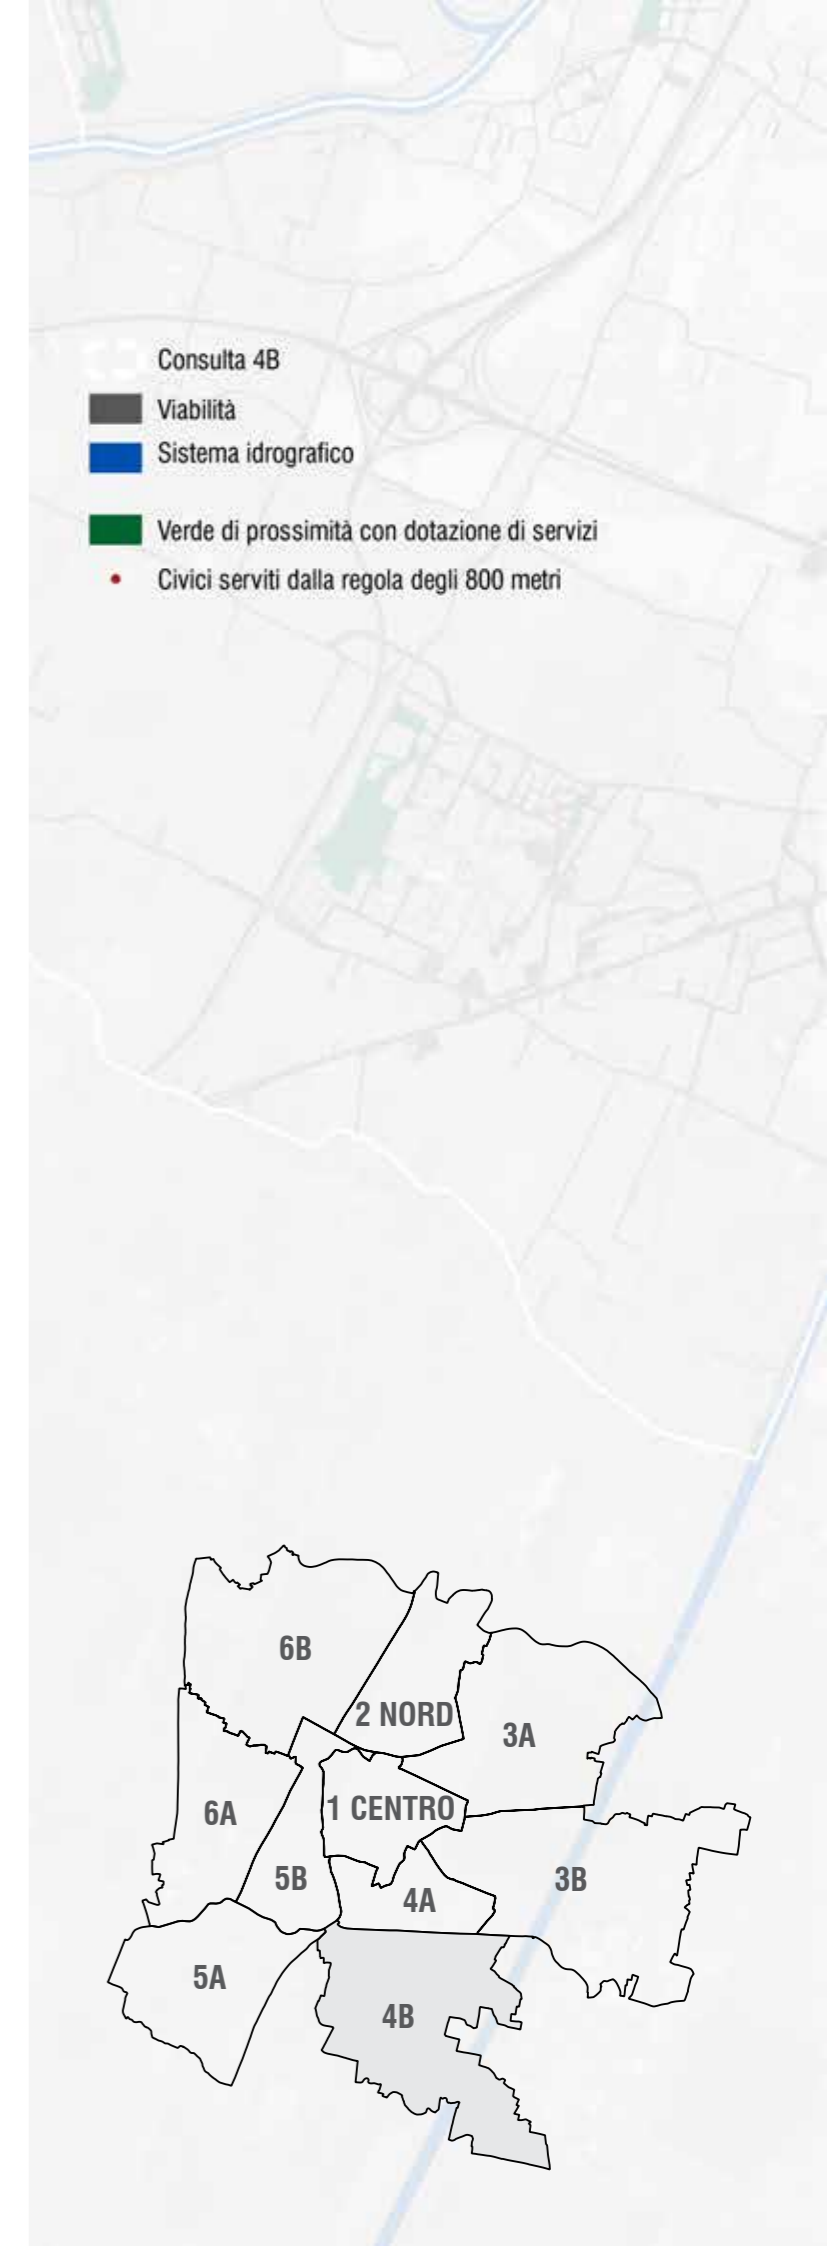 Consulta 4B
Viabilità
Sistema idrografico
Verde di prossimità con dotazione di servizi
Civici serviti dalla regola degli 800 metri
6B
2 NORD
3A
6A
1 CENTRO
5B
3B
4A
5A
4B